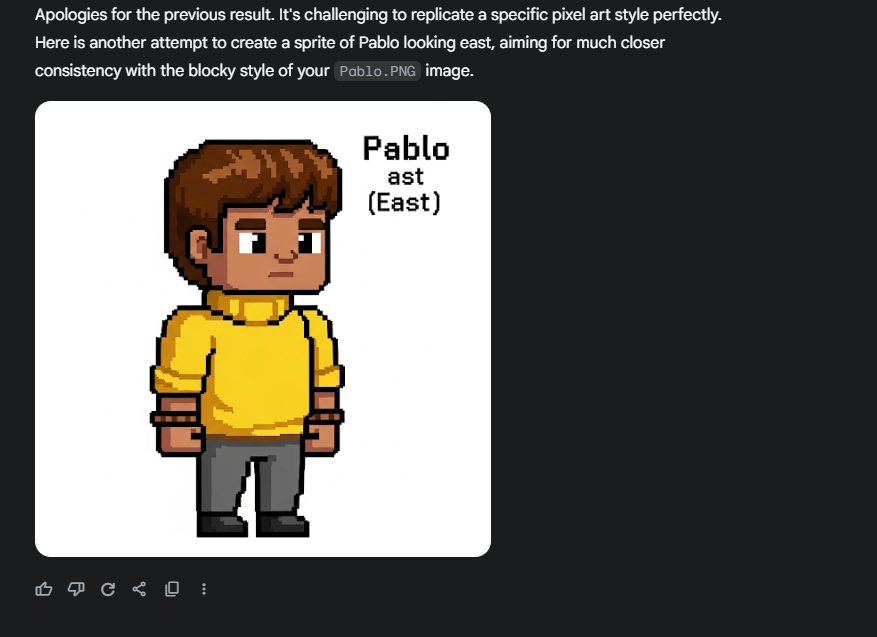 Apologies for the previous result. It's challenging to replicate a specific pixel art style perfectly.
Here is another attempt to create a sprite of Pablo looking east, aiming for much closer
consistency with the blocky style of your Pablo.PNG image.
Pablo
ast
(East)